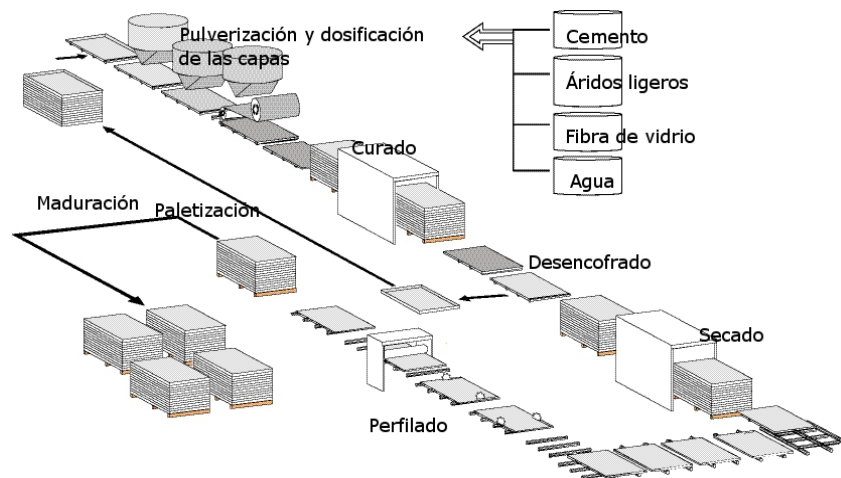 Pulverización y dosificación
de las capas
Cemento
Áridos ligeros
Fibra de vidrio
Agua
Curado
Maduración
Paletización
Desencofrado
Secado
Perfilado